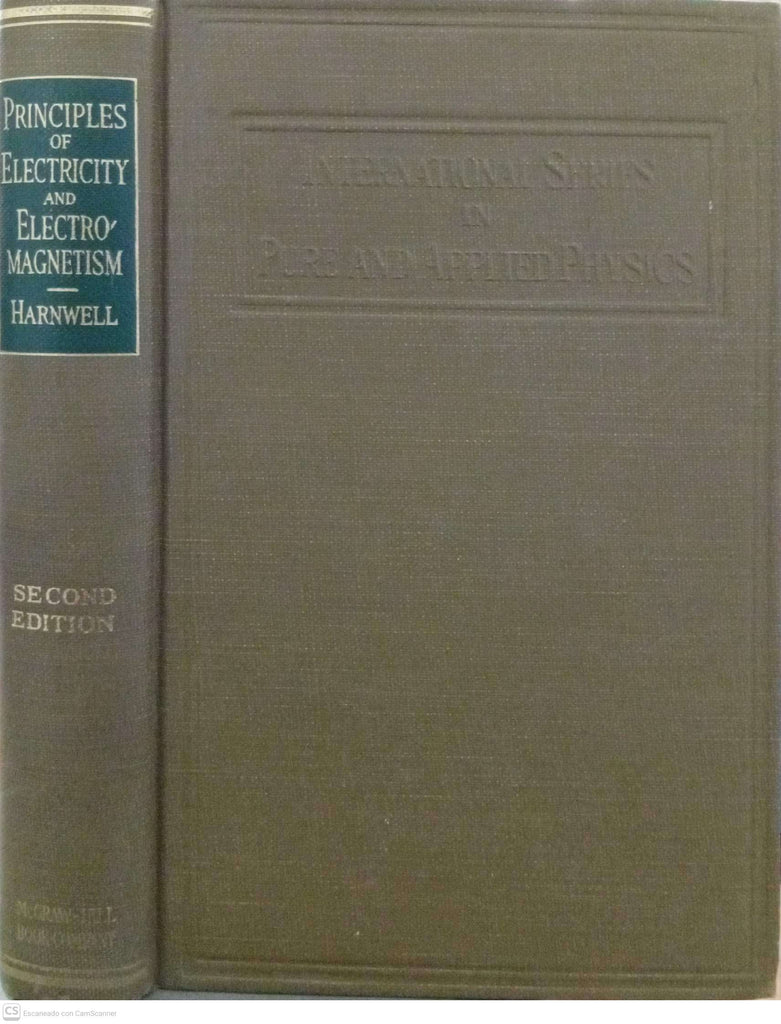 PRINCIPLES
OF
ELECTRICITY
AND
ELECTRO-
MAGNETISM
HARNWELL
SECOND
EDITION
MCGRAW-HILL
BOOK COMPANY
INTERNATIONAL SERIES
IN
PURE AND APPLIED PHYSICS
CS Escaneado con CamScanner